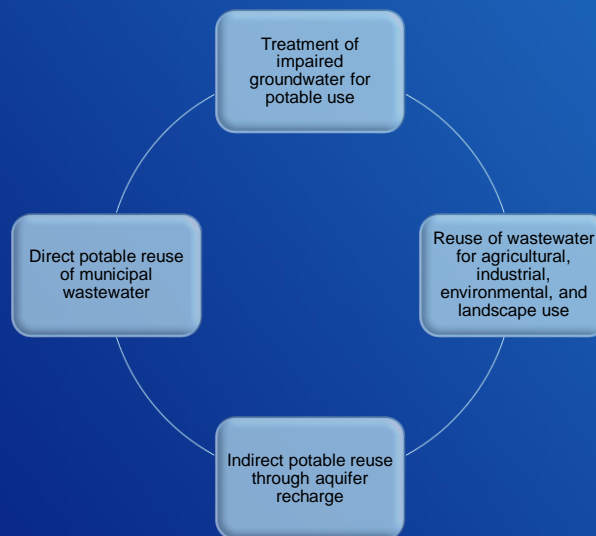 Treatment of
impaired
groundwater for
potable use
Direct potable reuse
of municipal
wastewater
Reuse of wastewater
for agricultural,
industrial,
environmental, and
landscape use
Indirect potable reuse
through aquifer
recharge